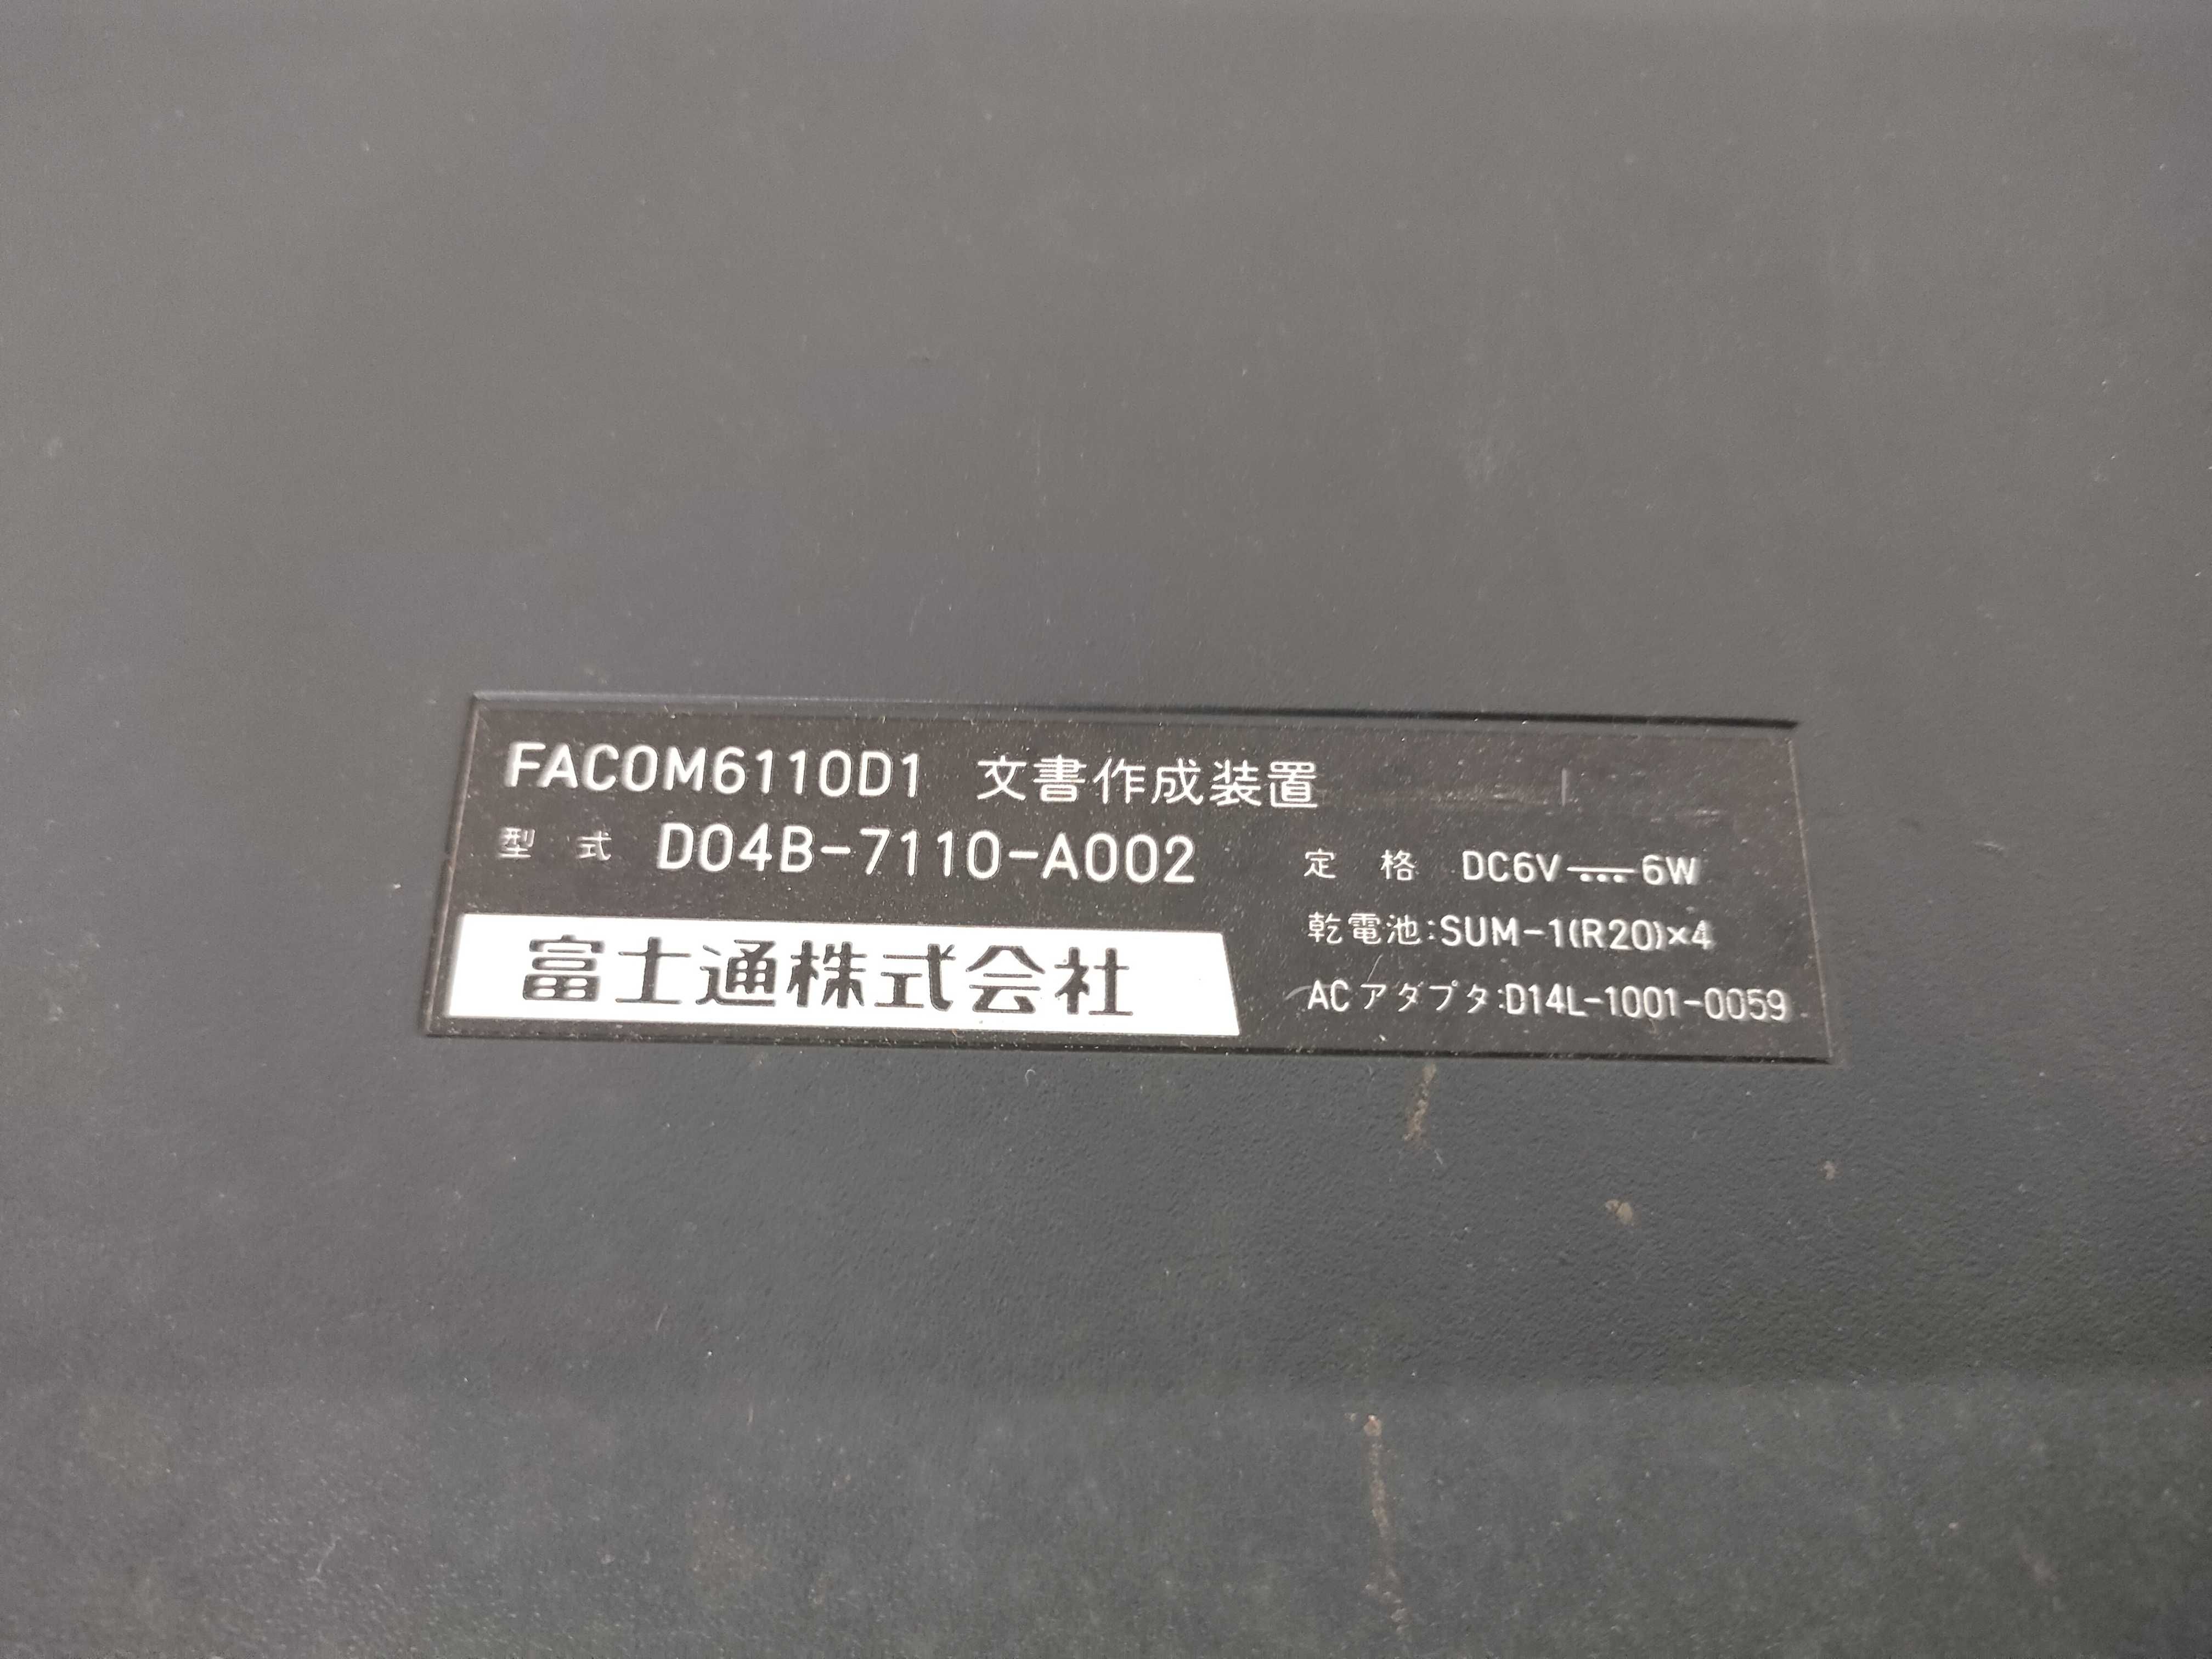 FACOM6110D1 文書作成装置
型 式 D04B-7110-A002
富士通株式会社
定 格 DC6V⎓6W
乾電池:SUM-1(R20)×4
ACアダプタ:D14L-1001-0059